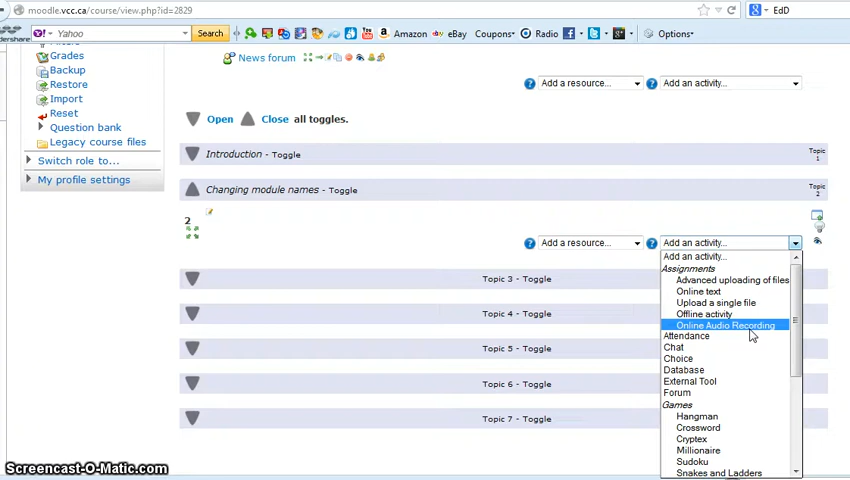 moodle.vcc.ca/course/view.php?id=2829
EdD
Yahoo
Search
Amazon
eBay
Coupons
Radio
Options
Grades
Backup
Restore
Import
Reset
Question bank
Legacy course files
Switch role to...
My profile settings
News forum
Add a resource...
Add an activity...
Open
Close
all toggles.
Introduction - Toggle
Topic
1
Changing module names - Toggle
Topic
2
2
Add a resource...
Add an activity...
Add an activity...
Assignments
Advanced uploading of files
Online text
Upload a single file
Offline activity
Online Audio Recording
Attendance
Chat
Choice
Database
External Tool
Forum
Games
Hangman
Crossword
Cryptex
Millionaire
Sudoku
Snakes and Ladders
Topic 3 - Toggle
Topic 4 - Toggle
Topic 5 - Toggle
Topic 6 - Toggle
Topic 7 - Toggle
Screencast-O-Matic.com